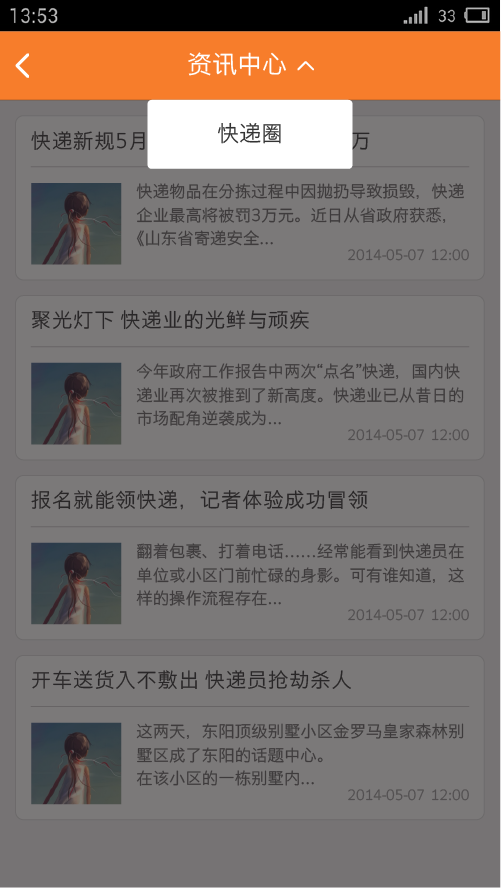 13:53
33
资讯中心
快递圈
快递新规5月
万
快递物品在分拣过程中因抛扔导致损毁，快递
企业最高将被罚3万元。近日从省政府获悉，
《山东省寄递安全...
2014-05-07 12:00
聚光灯下 快递业的光鲜与顽疾
今年政府工作报告中两次“点名”快递，国内快
递业再次被推到了新高度。快递业已从昔日的
市场配角逆袭成为...
2014-05-07 12:00
报名就能领快递，记者体验成功冒领
翻着包裹、打着电话......经常能看到快递员在
单位或小区门前忙碌的身影。可有谁知道，这
样的操作流程存在...
2014-05-07 12:00
开车送货入不敷出 快递员抢劫杀人
这两天，东阳顶级别墅小区金罗马皇家森林别
墅区成了东阳的话题中心。
在该小区的一栋别墅内...
2014-05-07 12:00